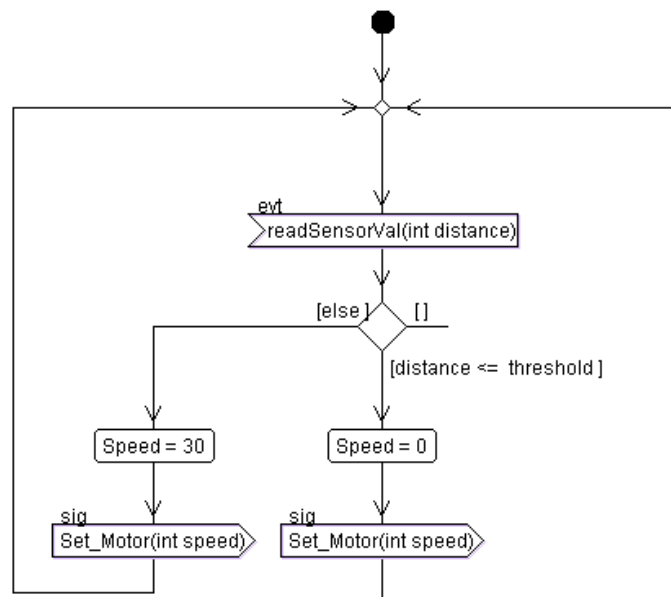 evt
readSensorVal(int distance)
[else ]
[ ]
[distance <= threshold ]
Speed = 30
Speed = 0
sig
Set_Motor(int speed)
sig
Set_Motor(int speed)